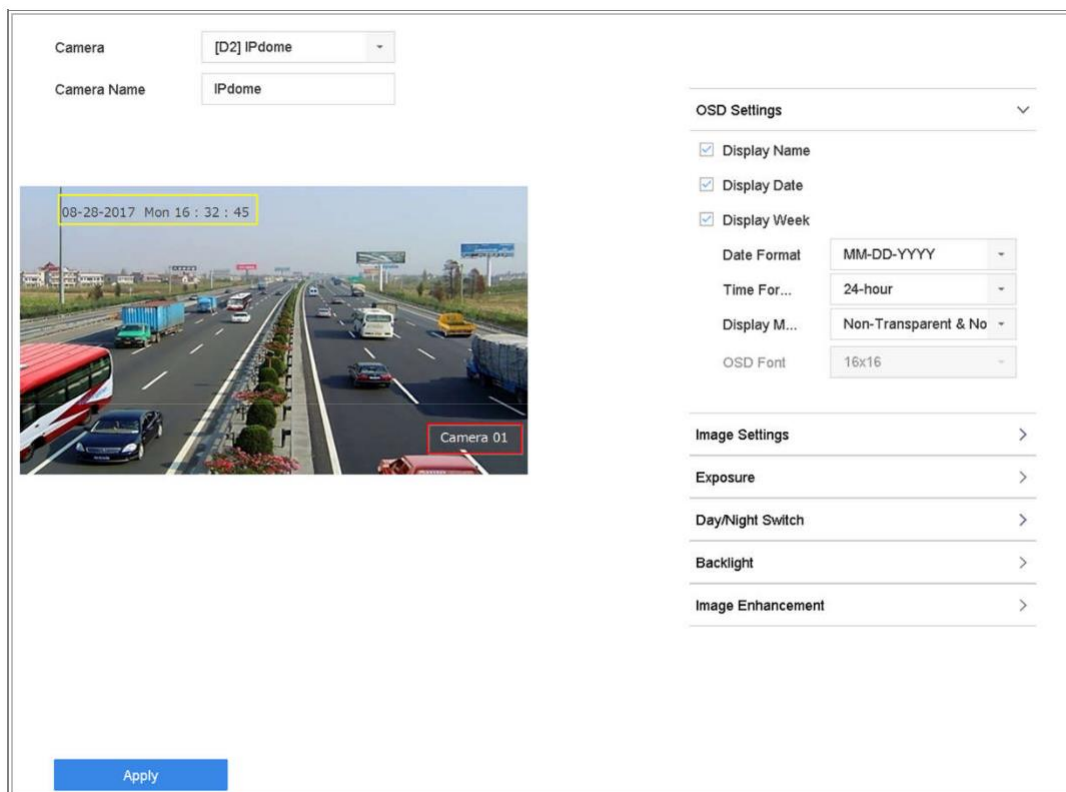 Camera
[D2] IPdome
Camera Name
IPdome
OSD Settings
Display Name
Display Date
Display Week
Date Format
MM-DD-YYYY
Time For...
24-hour
Display M...
Non-Transparent & No
OSD Font
16x16
08-28-2017 Mon 16 : 32 : 45
Camera 01
Image Settings
Exposure
Day/Night Switch
Backlight
Image Enhancement
Apply